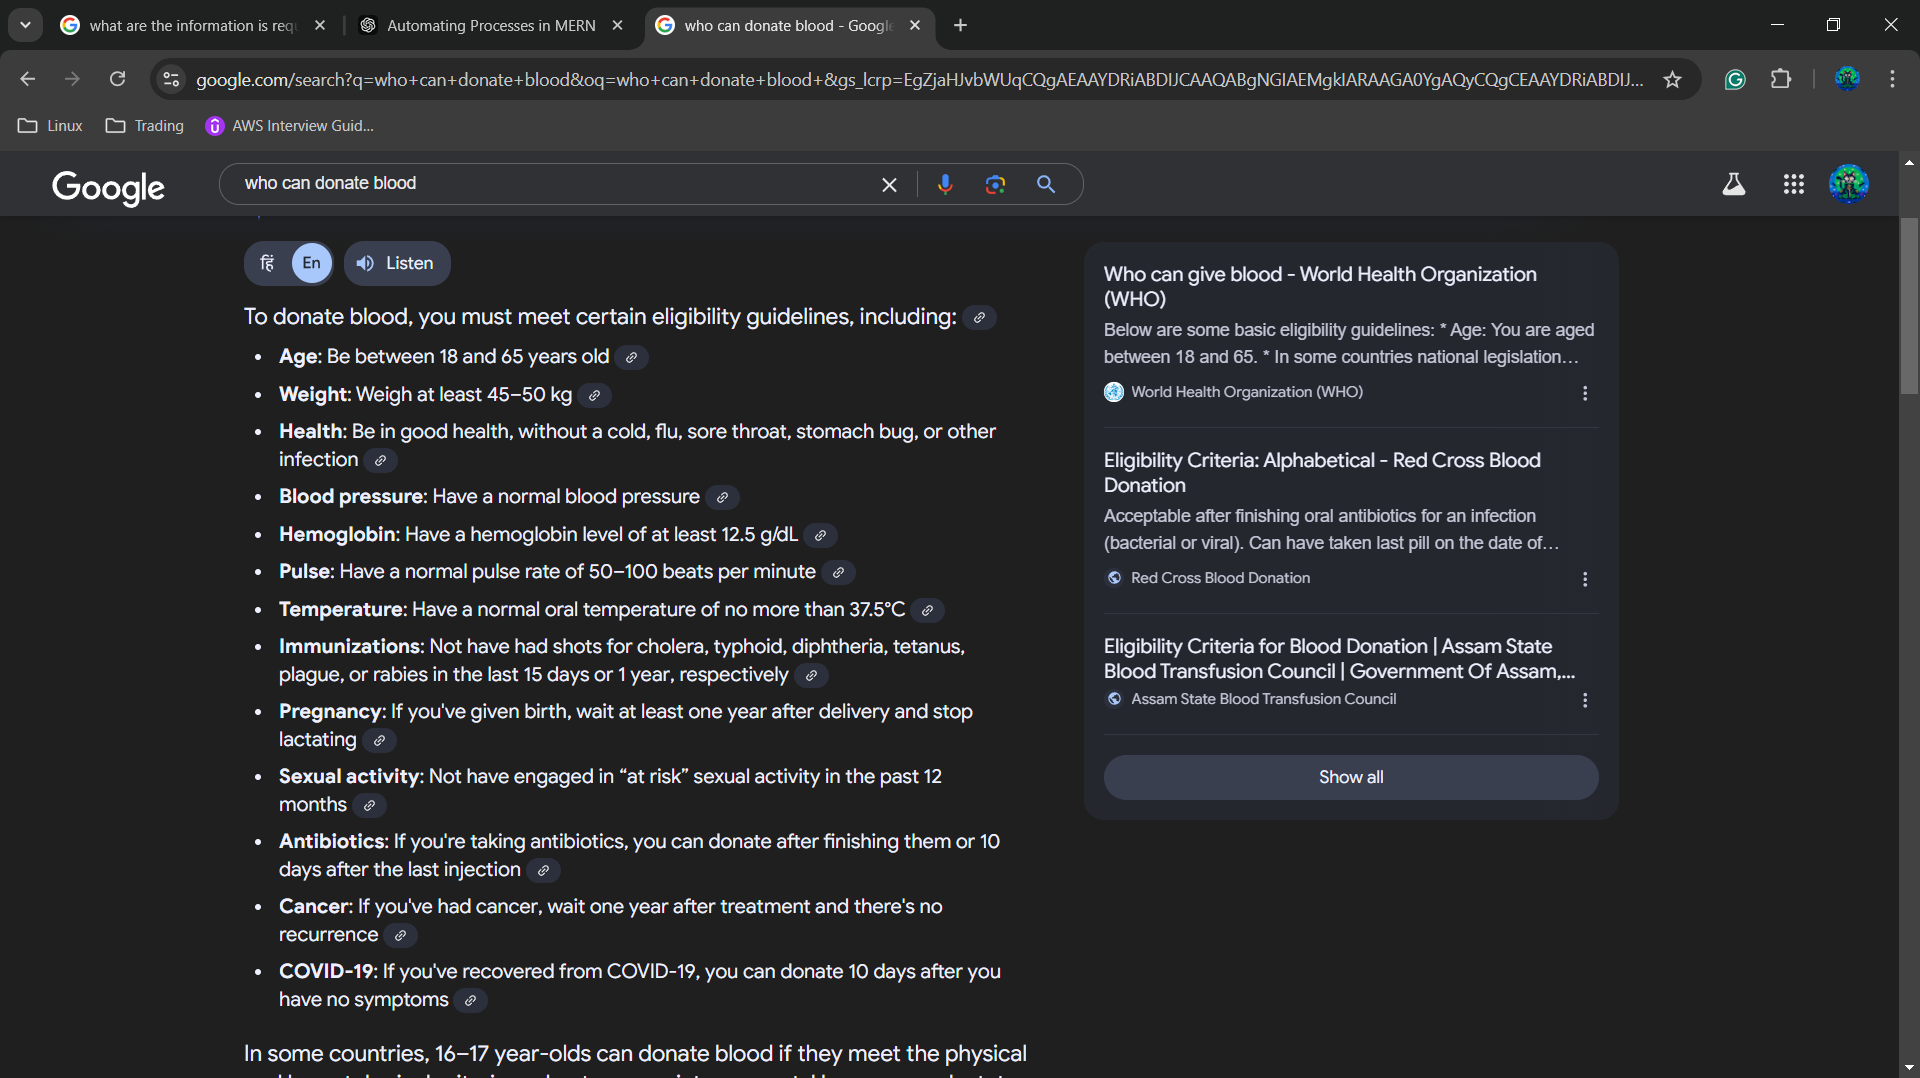 what are the information is req
Automating Processes in MERN
who can donate blood - Google
google.com/search?q=who+can+donate+blood&oq=who+can+donate+blood+&gs_lcrp=EgZjaHJvbWUqCQgAEAAYDRiABDIJCAAQABgNGIAEMgkIARAAGA0YgAQyCQgCEAAYDRiABDIJ...
Linux
Trading
AWS Interview Guid...
Google
who can donate blood
हिं
En
Listen
To donate blood, you must meet certain eligibility guidelines, including:
• Age: Be between 18 and 65 years old
• Weight: Weigh at least 45–50 kg
• Health: Be in good health, without a cold, flu, sore throat, stomach bug, or other
infection
• Blood pressure: Have a normal blood pressure
• Hemoglobin: Have a hemoglobin level of at least 12.5 g/dL
• Pulse: Have a normal pulse rate of 50–100 beats per minute
• Temperature: Have a normal oral temperature of no more than 37.5°C
• Immunizations: Not have had shots for cholera, typhoid, diphtheria, tetanus,
plague, or rabies in the last 15 days or 1 year, respectively
• Pregnancy: If you've given birth, wait at least one year after delivery and stop
lactating
• Sexual activity: Not have engaged in “at risk” sexual activity in the past 12
months
• Antibiotics: If you're taking antibiotics, you can donate after finishing them or 10
days after the last injection
• Cancer: If you've had cancer, wait one year after treatment and there's no
recurrence
• COVID-19: If you've recovered from COVID-19, you can donate 10 days after you
have no symptoms
In some countries, 16–17 year-olds can donate blood if they meet the physical
Who can give blood - World Health Organization
(WHO)
Below are some basic eligibility guidelines: * Age: You are aged
between 18 and 65. * In some countries national legislation…
World Health Organization (WHO)
Eligibility Criteria: Alphabetical - Red Cross Blood
Donation
Acceptable after finishing oral antibiotics for an infection
(bacterial or viral). Can have taken last pill on the date of…
Red Cross Blood Donation
Eligibility Criteria for Blood Donation | Assam State
Blood Transfusion Council | Government Of Assam,...
Assam State Blood Transfusion Council
Show all